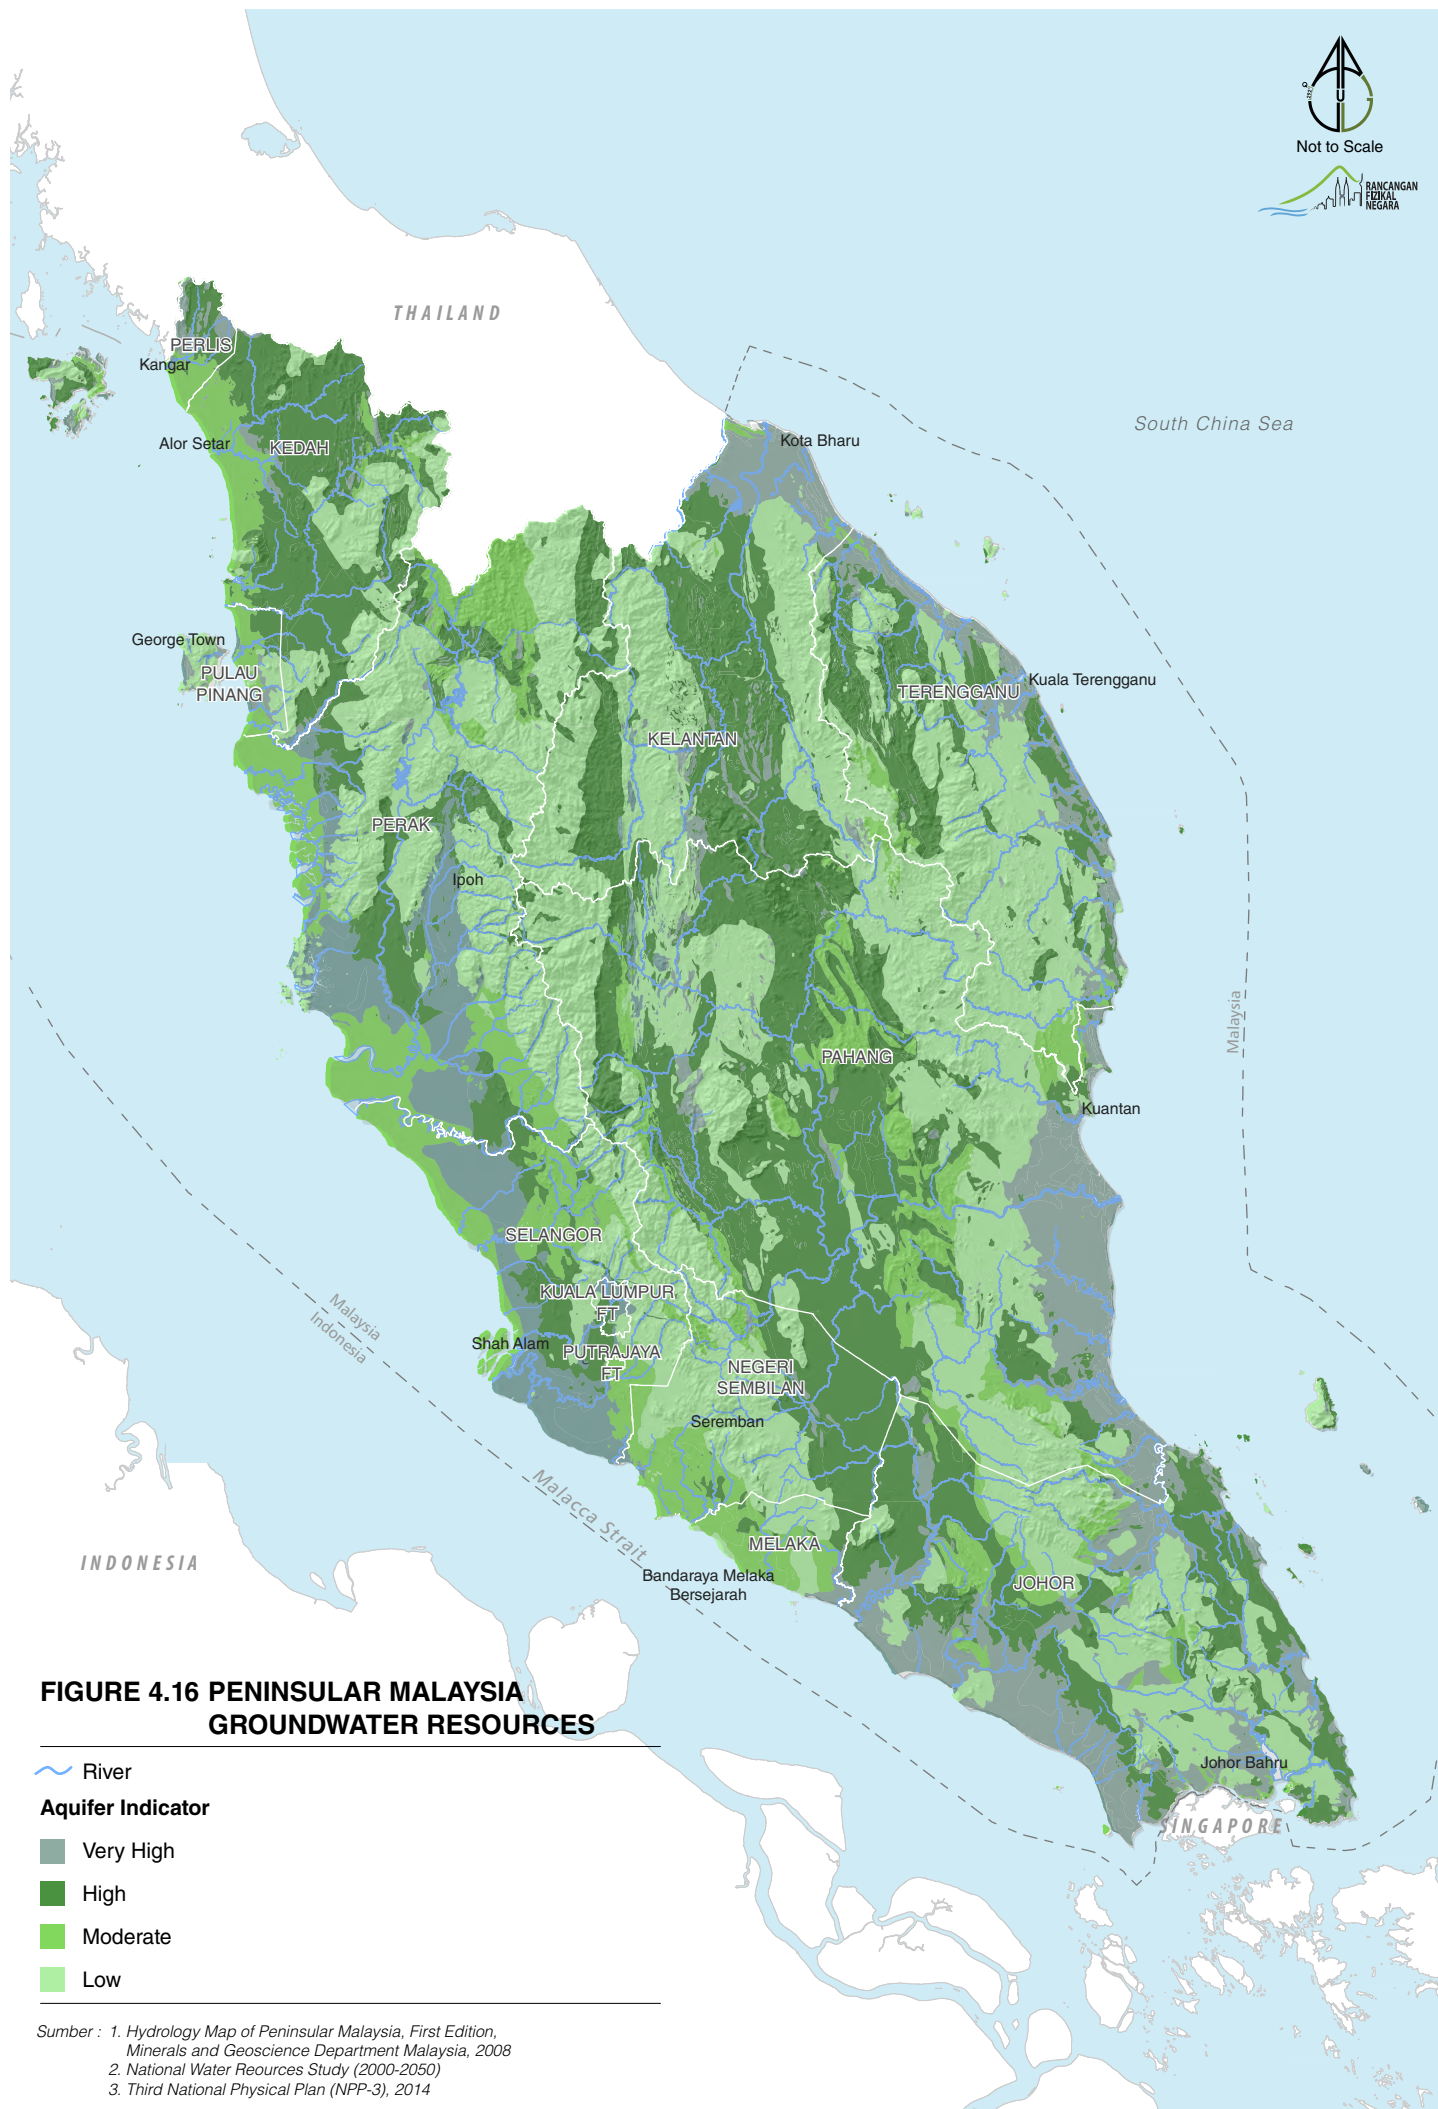 Not to Scale
RANCANGAN
FIZIKAL
NEGARA
THAILAND
PERLIS
Kangar
South China Sea
Alor Setar
KEDAH
Kota Bharu
George Town
PULAU
PINANG
TERENGGANU
Kuala Terengganu
KELANTAN
PERAK
Ipoh
Malaysia
PAHANG
Kuantan
SELANGOR
KUALA LUMPUR
FT
Malaysia
Indonesia
Shah Alam
PUTRAJAYA
FT
NEGERI
SEMBILAN
Seremban
Malacca Strait
MELAKA
INDONESIA
Bandaraya Melaka
Bersejarah
JOHOR
Johor Bahru
SINGAPORE
FIGURE 4.16 PENINSULAR MALAYSIA
GROUNDWATER RESOURCES
River
Aquifer Indicator
Very High
High
Moderate
Low
Sumber : 1. Hydrology Map of Peninsular Malaysia, First Edition,
Minerals and Geoscience Department Malaysia, 2008
2. National Water Reources Study (2000-2050)
3. Third National Physical Plan (NPP-3), 2014